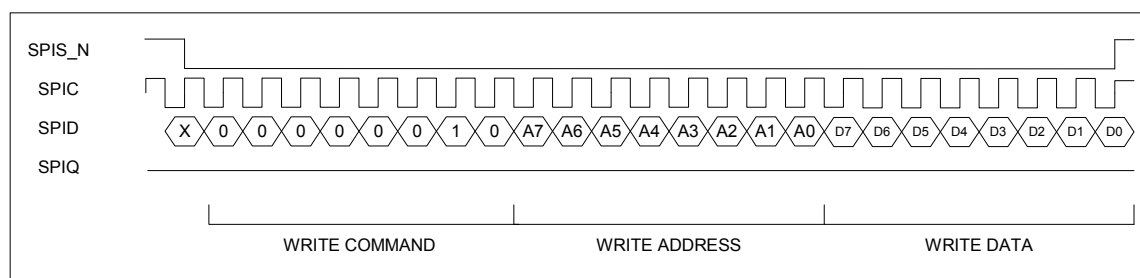 SPIS_N
SPIC
SPID X 0 0 0 0 0 0 1 0 A7 A6 A5 A4 A3 A2 A1 A0 D7 D6 D5 D4 D3 D2 D1 D0
SPIQ
WRITE COMMAND WRITE ADDRESS WRITE DATA